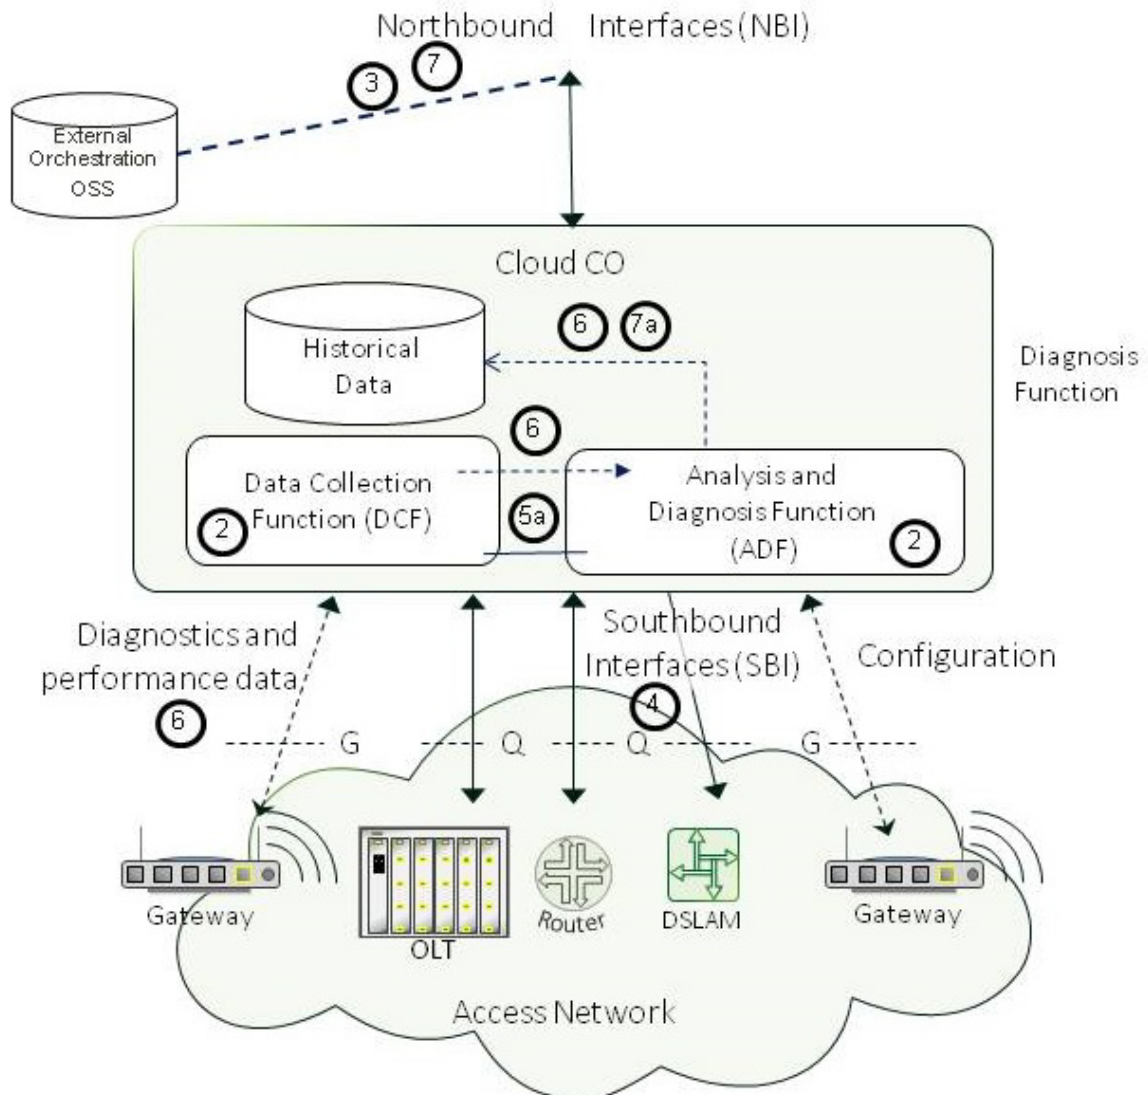 Northbound Interfaces (NBI)
3
7
External
Orchestration
OSS
Cloud CO
Historical
Data
6
7a
Diagnosis
Function
6
Data Collection
Function (DCF)
2
5a
Analysis and
Diagnosis Function
(ADF)
2
Diagnostics and
performance data
6
Southbound
Interfaces (SBI)
4
Configuration
G
Q
Q
G
Gateway
OLT
Router
DSLAM
Gateway
Access Network